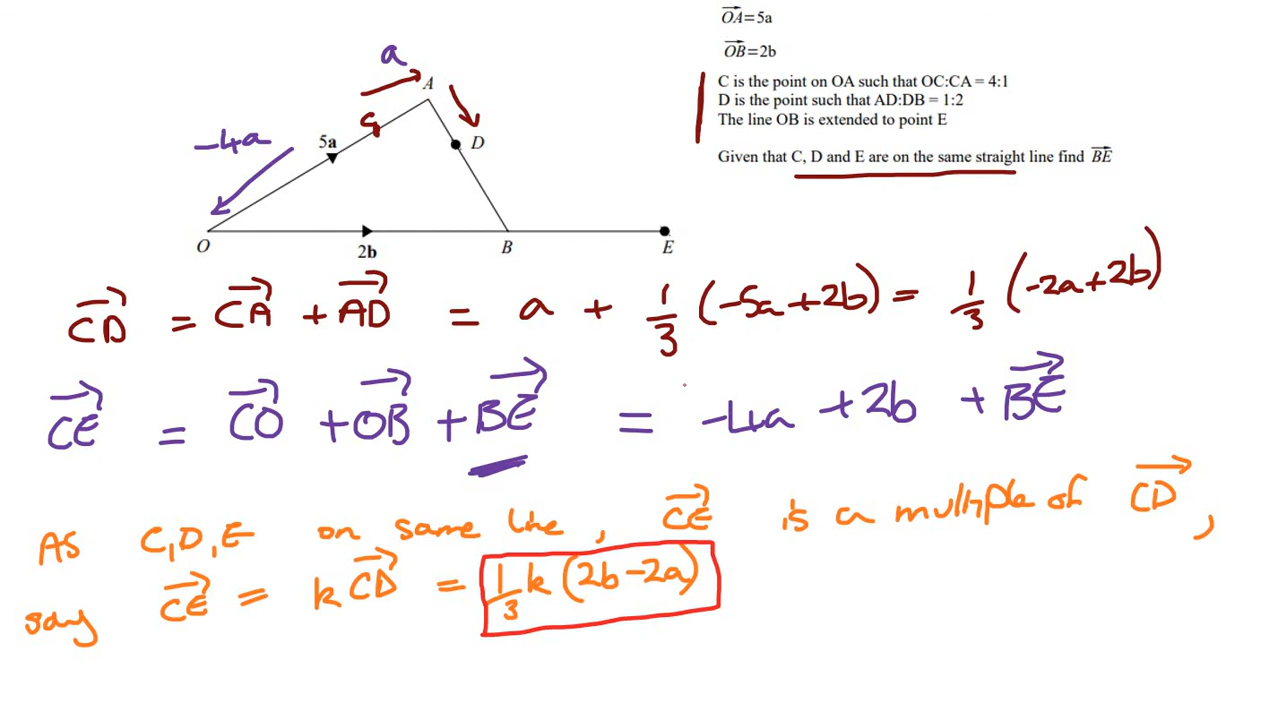 OA=5a
OB=2b
C is the point on OA such that OC:CA = 4:1
D is the point such that AD:DB = 1:2
The line OB is extended to point E
Given that C, D and E are on the same straight line find BE
a
A
-4a
5a
C
D
O
2b
B
E
CD = CA + AD = a + 1/3 (-5a+2b) = 1/3 (-2a+2b)
CE = CO + OB + BE = -4a + 2b + BE
As C,D,E on same line, CE is a multiple of CD,
say CE = k CD = 1/3 k (2b-2a)